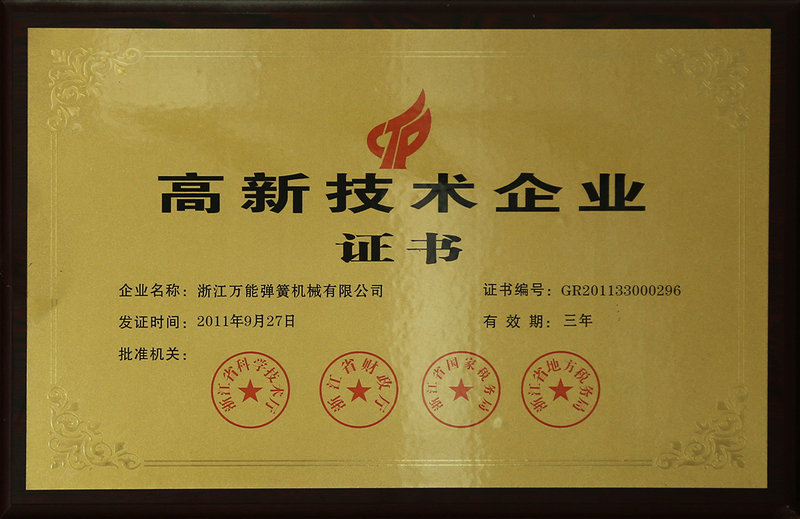 CTP
高新技术企业
证书
企业名称：浙江万能弹簧机械有限公司 证书编号：GR201133000296
发证时间：2011年9月27日 有效期：三年
批准机关：
浙江省科学技术厅 浙江省财政厅 浙江省国家税务局 浙江省地方税务局